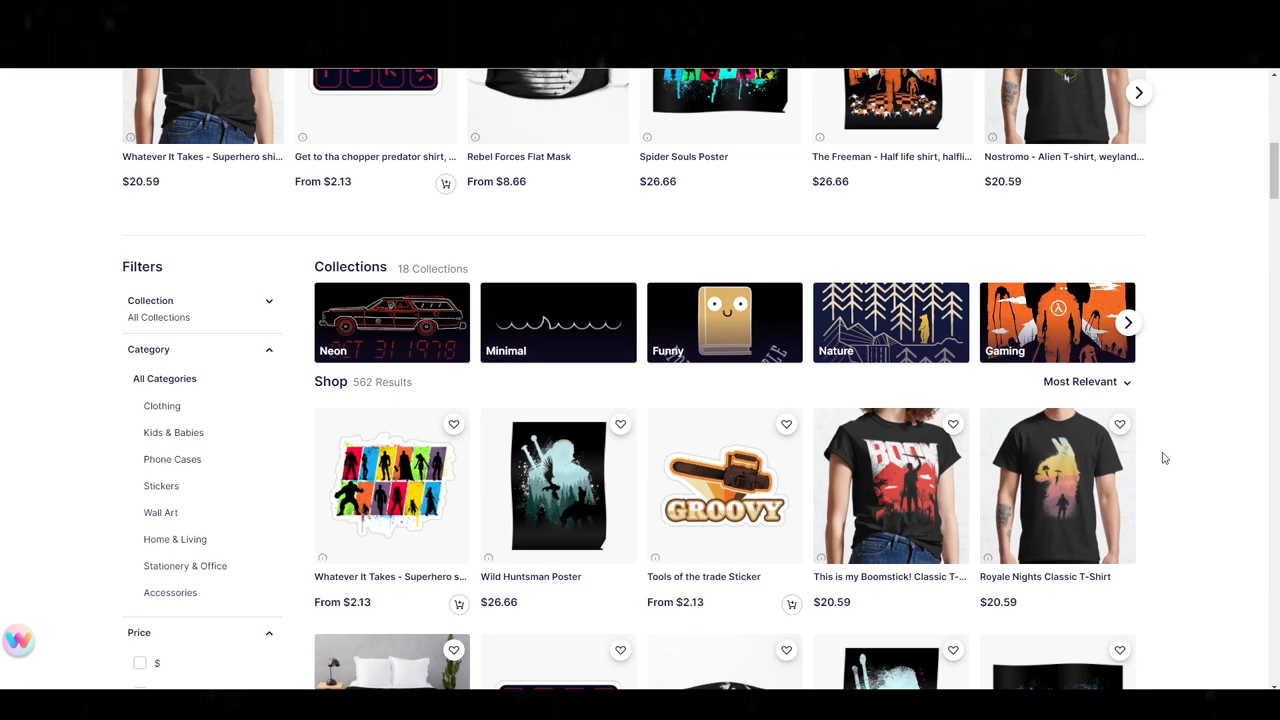 Whatever It Takes - Superhero shi...
Get to tha chopper predator shirt, ...
Rebel Forces Flat Mask
Spider Souls Poster
The Freeman - Half life shirt, halfli...
Nostromo - Alien T-shirt, weyland...
$20.59
From $2.13
From $8.66
$26.66
$26.66
$20.59
Filters
Collections 18 Collections
Collection
All Collections
Category
Neon
OCT 31 1978
Minimal
Funny
Nature
Gaming
Shop 562 Results
Most Relevant
All Categories
Clothing
Kids & Babies
Phone Cases
Stickers
Wall Art
Home & Living
Stationery & Office
Accessories
Price
$
GROOVY
BOOM
Whatever It Takes - Superhero s...
Wild Huntsman Poster
Tools of the trade Sticker
This is my Boomstick! Classic T-...
Royale Nights Classic T-Shirt
From $2.13
$26.66
From $2.13
$20.59
$20.59